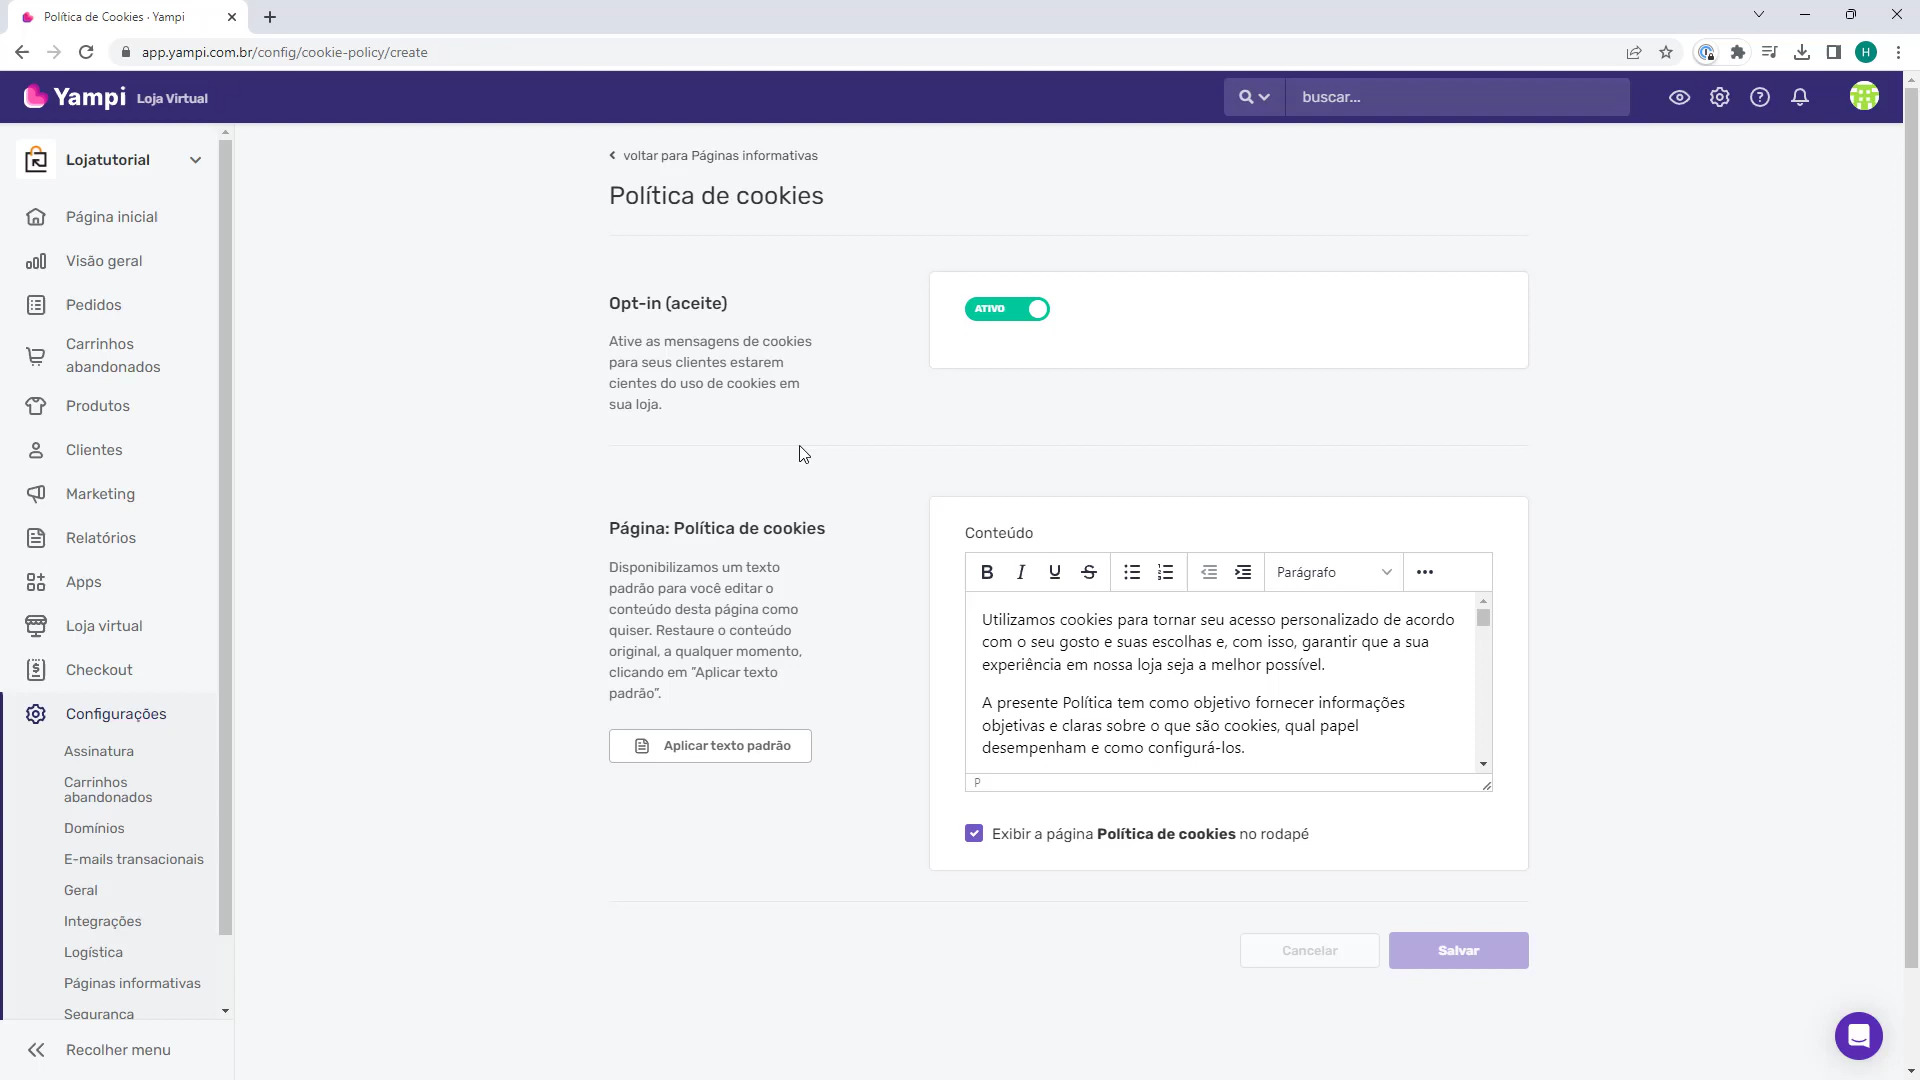 Política de Cookies · Yampi
app.yampi.com.br/config/cookie-policy/create
H
Yampi Loja Virtual
buscar...
Lojatutorial
Página inicial
Visão geral
Pedidos
Carrinhos
abandonados
Produtos
Clientes
Marketing
Relatórios
Apps
Loja virtual
Checkout
Configurações
Assinatura
Carrinhos
abandonados
Domínios
E-mails transacionais
Geral
Integrações
Logística
Páginas informativas
Segurança
Recolher menu
voltar para Páginas informativas
Política de cookies
Opt-in (aceite)
Ative as mensagens de cookies
para seus clientes estarem
cientes do uso de cookies em
sua loja.
ATIVO
Página: Política de cookies
Disponibilizamos um texto
padrão para você editar o
conteúdo desta página como
quiser. Restaure o conteúdo
original, a qualquer momento,
clicando em "Aplicar texto
padrão".
Aplicar texto padrão
Conteúdo
B I U S Parágrafo
Utilizamos cookies para tornar seu acesso personalizado de acordo
com o seu gosto e suas escolhas e, com isso, garantir que a sua
experiência em nossa loja seja a melhor possível.
A presente Política tem como objetivo fornecer informações
objetivas e claras sobre o que são cookies, qual papel
desempenham e como configurá-los.
P
Exibir a página Política de cookies no rodapé
Cancelar
Salvar